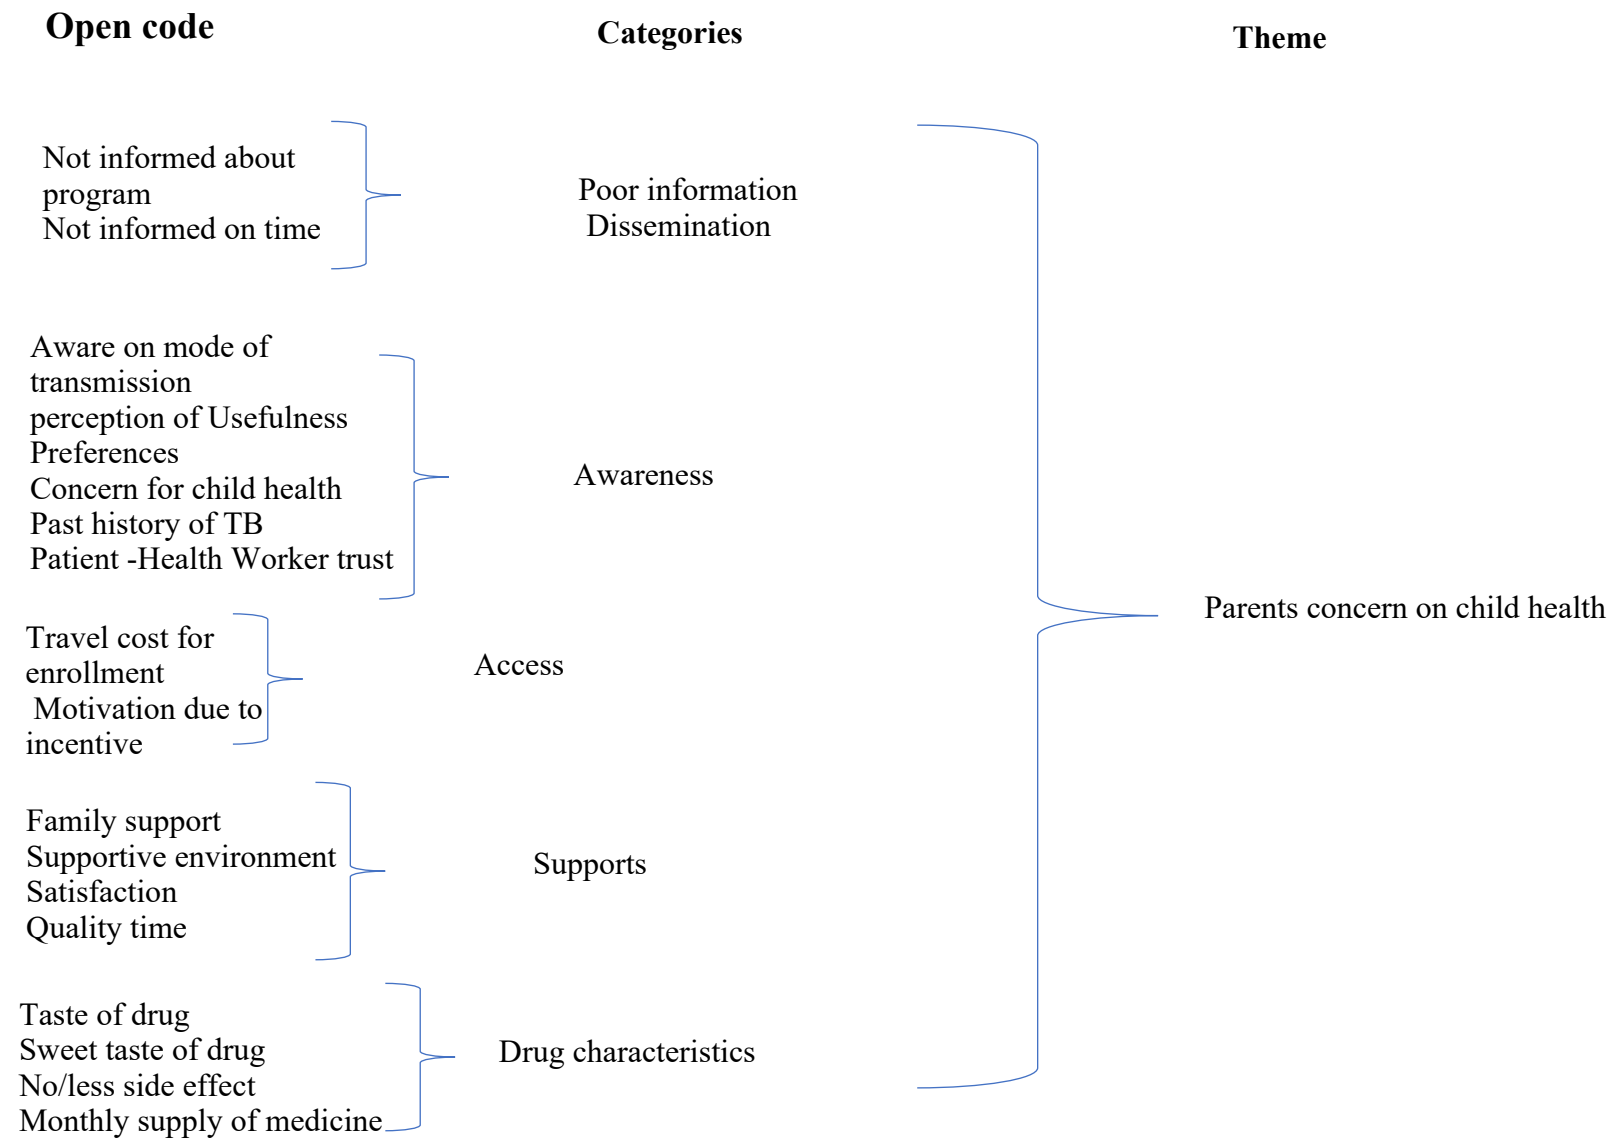 Open code
Categories
Theme
Not informed about
program
Not informed on time
Poor information
Dissemination
Aware on mode of
transmission
perception of Usefulness
Preferences
Concern for child health
Past history of TB
Patient -Health Worker trust
Awareness
Travel cost for
enrollment
Motivation due to
incentive
Access
Parents concern on child health
Family support
Supportive environment
Satisfaction
Quality time
Supports
Taste of drug
Sweet taste of drug
No/less side effect
Monthly supply of medicine
Drug characteristics